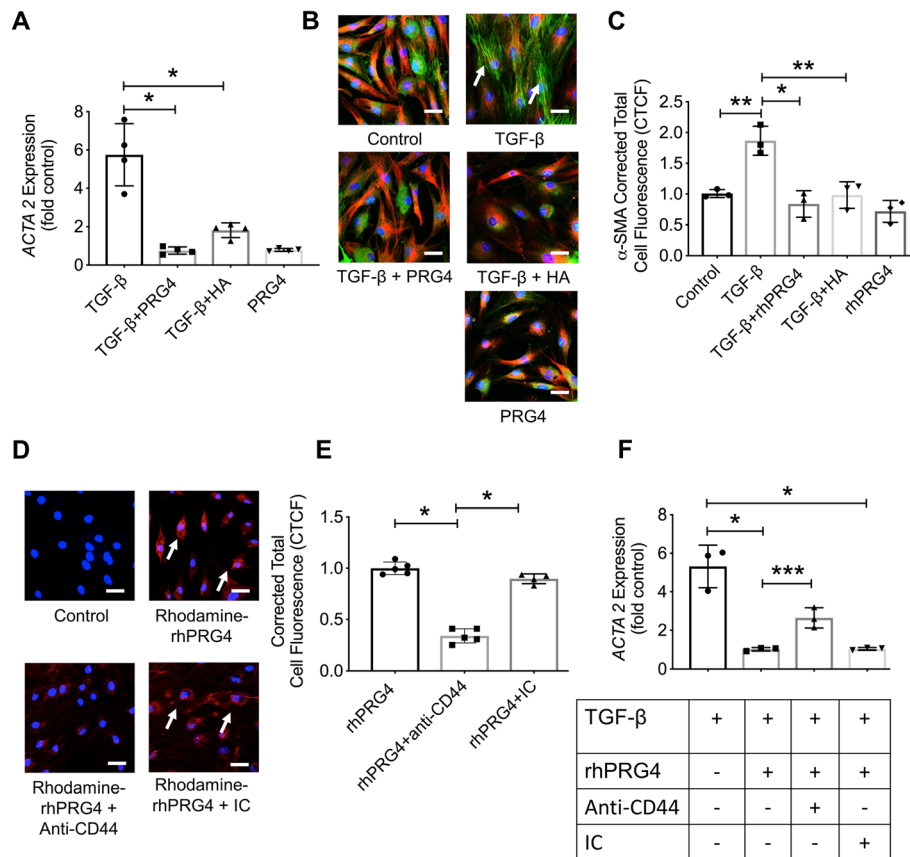 A
ACTA 2 Expression
(fold control)
8
6
4
2
0
*
*
TGF-β
TGF-β+PRG4
TGF-β+HA
PRG4
B
Control
TGF-β
TGF-β + PRG4
TGF-β + HA
PRG4
C
α-SMA Corrected Total
Cell Fluorescence (CTCF)
2.5
2.0
1.5
1.0
0.5
0.0
**
**
*
Control
TGF-β
TGF-β+rhPRG4
TGF-β+HA
rhPRG4
D
Control
Rhodamine-
rhPRG4
Rhodamine-
rhPRG4 +
Anti-CD44
Rhodamine-
rhPRG4 + IC
E
Corrected Total
Cell Fluorescence (CTCF)
1.5
1.0
0.5
0.0
*
*
rhPRG4
rhPRG4+anti-CD44
rhPRG4+IC
F
ACTA 2 Expression
(fold control)
8
6
4
2
0
*
*
***
TGF-β + + + +
rhPRG4 - + + +
Anti-CD44 - - + -
IC - - - +